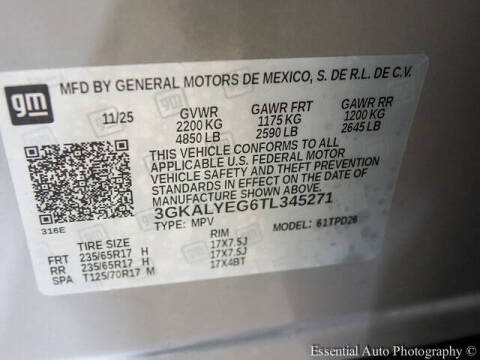 gm
MFD BY GENERAL MOTORS DE MEXICO, S. DE R.L. DE C.V.
11/25 GVWR GAWR FRT GAWR RR
2200 KG 1175 KG 1200 KG
4850 LB 2590 LB 2645 LB
THIS VEHICLE CONFORMS TO ALL
APPLICABLE U.S. FEDERAL MOTOR
VEHICLE SAFETY AND THEFT PREVENTION
STANDARDS IN EFFECT ON THE DATE OF
MANUFACTURE SHOWN ABOVE.
3GKALYEG6TL345271
316E TYPE: MPV MODEL: 61TPD26
TIRE SIZE RIM
FRT 235/65R17 H 17X7.5J
RR 235/65R17 H 17X7.5J
SPA T125/70R17 M 17X4BT
Essential Auto Photography ©